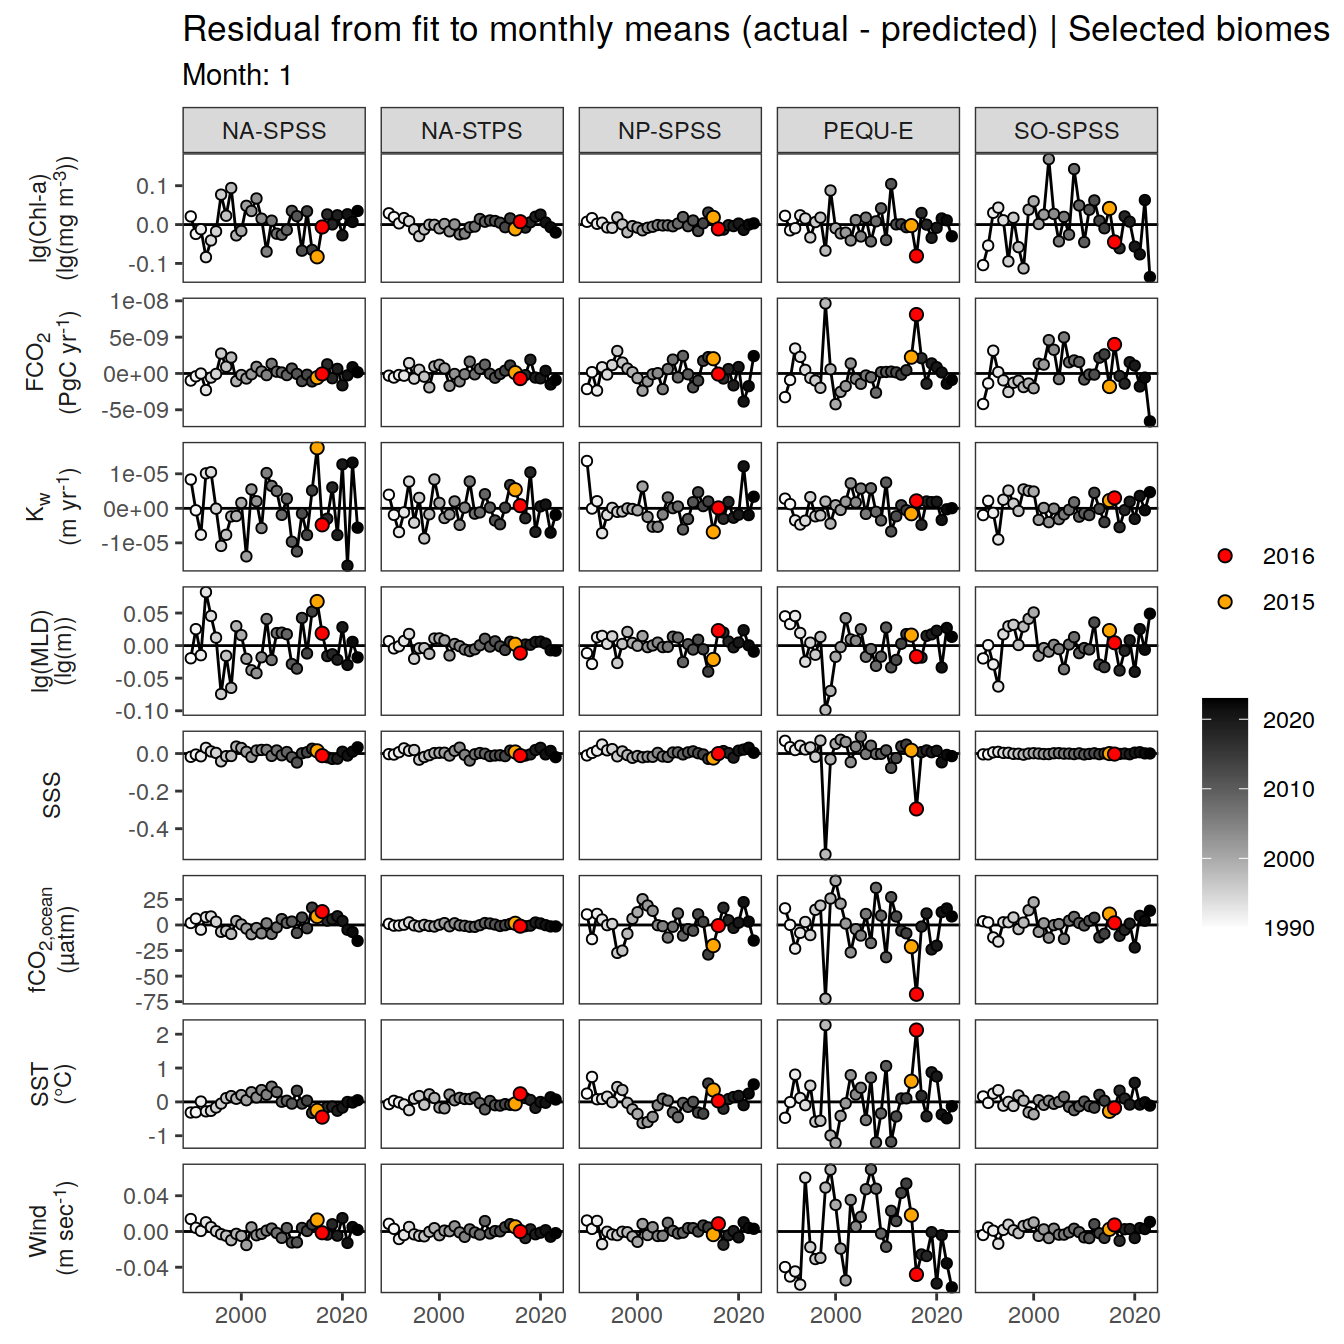 Residual from fit to monthly means (actual - predicted) | Selected biomes
Month: 1
NA-SPSS NA-STPS NP-SPSS PEQU-E SO-SPSS
lg(Chl-a)
(lg(mg m⁻³))
0.1
0.0
-0.1
FCO₂
(PgC yr⁻¹)
1e-08
5e-09
0e+00
-5e-09
K_w
(m yr⁻¹)
1e-05
0e+00
-1e-05
lg(MLD)
(lg(m))
0.05
0.00
-0.05
-0.10
SSS
0.0
-0.2
-0.4
fCO₂,ocean
(µatm)
25
0
-25
-50
-75
SST
(°C)
2
1
0
-1
Wind
(m sec⁻¹)
0.04
0.00
-0.04
2000 2020 2000 2020 2000 2020 2000 2020 2000 2020
2016
2015
2020
2010
2000
1990